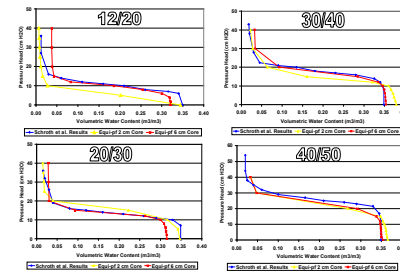 12/20
Pressure Head (cm H2O)
50
40
30
20
10
0
0.00 0.05 0.10 0.15 0.20 0.25 0.30 0.35 0.40
Volumetric Water Content (m3/m3)
Schroth et al. Results Equi-pf 2 cm Core Equi-pf 6 cm Core
30/40
Pressure Head (cm H2O)
50
40
30
20
10
0
0.00 0.05 0.10 0.15 0.20 0.25 0.30 0.35 0.40
Volumetric Water Content (m3/m3)
Schroth et al. Results Equi-pf 2 cm Core Equi-pf 6 cm Core
20/30
Pressure Head (cm H2O)
50
40
30
20
10
0
0.00 0.05 0.10 0.15 0.20 0.25 0.30 0.35 0.40
Volumetric Water Content (m3/m3)
Schroth et al. Results Equi-pf 2 cm Core Equi-pf 6 cm Core
40/50
Pressure Head (cm H2O)
60
50
40
30
20
10
0
0.00 0.05 0.10 0.15 0.20 0.25 0.30 0.35 0.40
Volumetric Water Content (m3/m3)
Schroth et al. Results Equi-pf 2 cm Core Equi-pf 6 cm Core